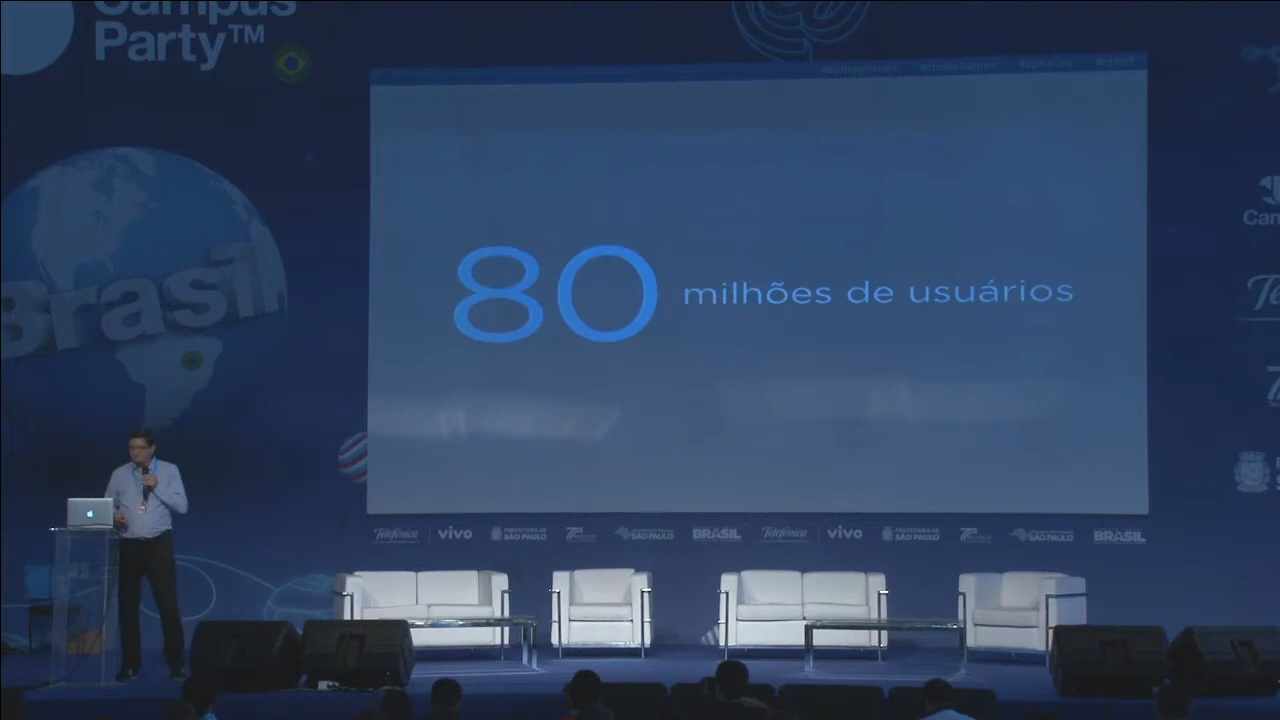 Campus
Party™
Brasil
80 milhões de usuários
Telefônica vivo PREFEITURA DE SÃO PAULO BRASIL Telefônica vivo PREFEITURA DE SÃO PAULO BRASIL